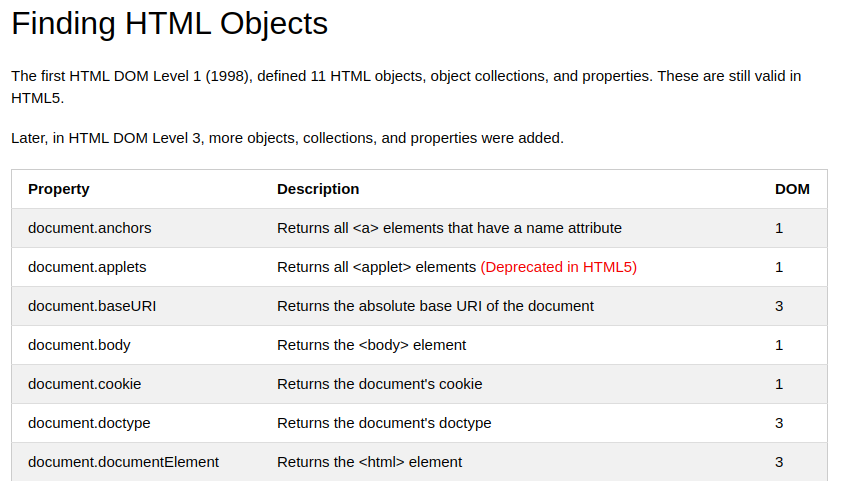 Finding HTML Objects
The first HTML DOM Level 1 (1998), defined 11 HTML objects, object collections, and properties. These are still valid in
HTML5.
Later, in HTML DOM Level 3, more objects, collections, and properties were added.
Property Description DOM
document.anchors Returns all <a> elements that have a name attribute 1
document.applets Returns all <applet> elements (Deprecated in HTML5) 1
document.baseURI Returns the absolute base URI of the document 3
document.body Returns the <body> element 1
document.cookie Returns the document's cookie 1
document.doctype Returns the document's doctype 3
document.documentElement Returns the <html> element 3